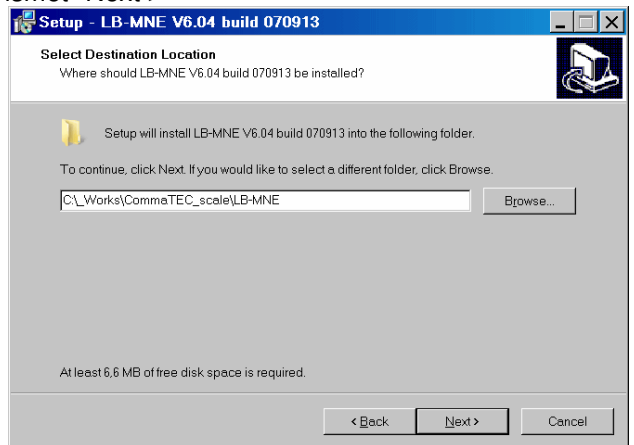 Setup - LB-MNE V6.04 build 070913
Select Destination Location
Where should LB-MNE V6.04 build 070913 be installed?
Setup will install LB-MNE V6.04 build 070913 into the following folder.
To continue, click Next. If you would like to select a different folder, click Browse.
C:\_Works\CommaTEC_scale\LB-MNE
Browse...
At least 6,6 MB of free disk space is required.
< Back
Next >
Cancel